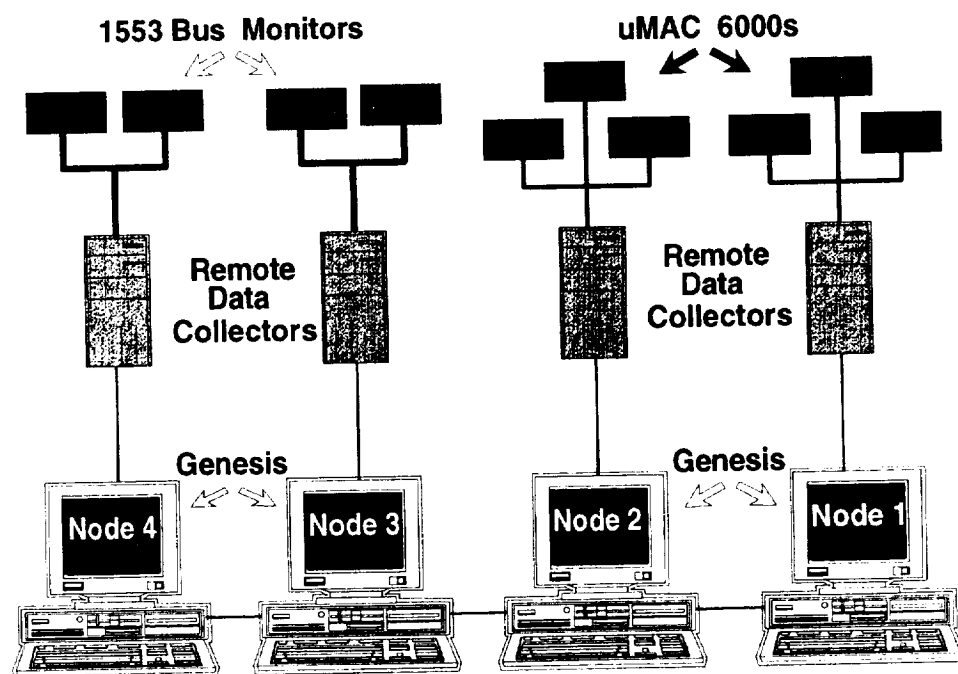 1553 Bus Monitors
uMAC 6000s
Remote
Data
Collectors
Remote
Data
Collectors
Genesis
Genesis
Node 4
Node 3
Node 2
Node 1